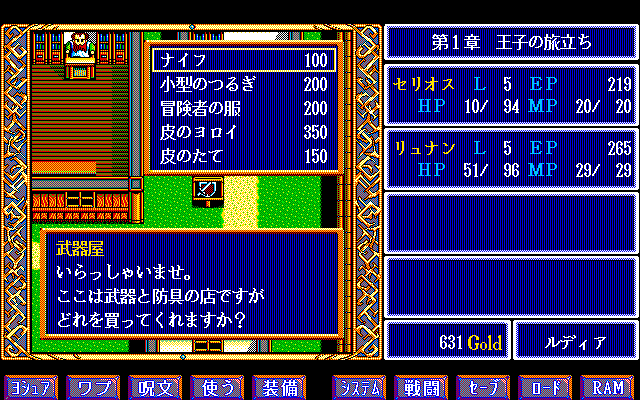 ナイフ 100
小型のつるぎ 200
冒険者の服 200
皮のヨロイ 350
皮のたて 150
武器屋
いらっしゃいませ。
ここは武器と防具の店ですが
どれを買ってくれますか?
第1章 王子の旅立ち
セリオス L 5 EP 219
HP 10/ 94 MP 20/ 20
リュナン L 5 EP 265
HP 51/ 96 MP 29/ 29
631 Gold ルディア
ヨシュア ワプ 呪文 使う 装備 システム 戦闘 セーブ ロード RAM